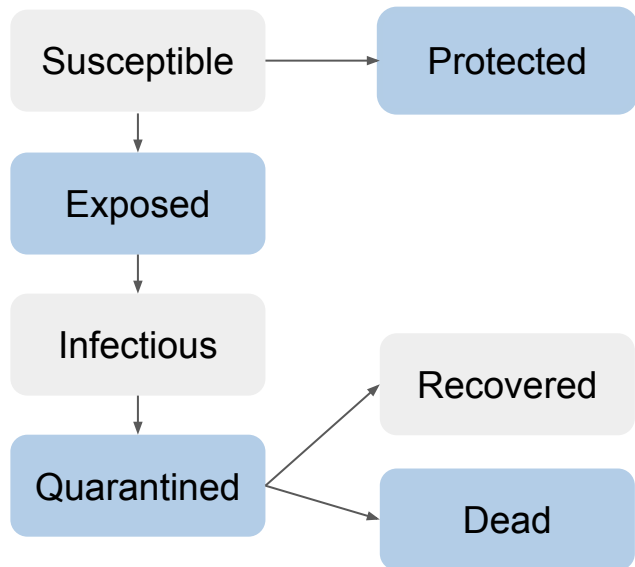 Susceptible
Protected
Exposed
Infectious
Recovered
Quarantined
Dead